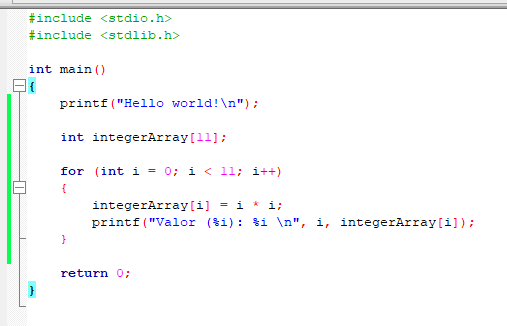 #include <stdio.h>
#include <stdlib.h>
int main()
{
printf("Hello world!\n");
int integerArray[11];
for (int i = 0; i < 11; i++)
{
integerArray[i] = i * i;
printf("Valor (%i): %i \n", i, integerArray[i]);
}
return 0;
}